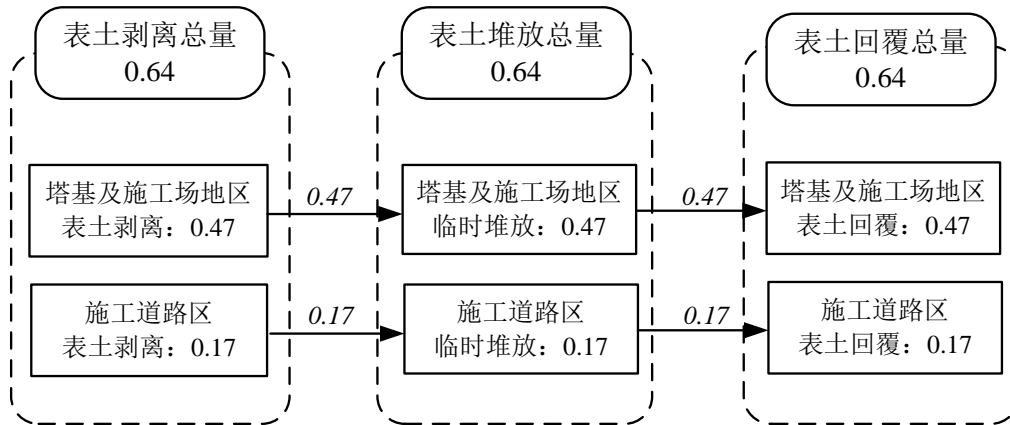 表土剥离总量
0.64
表土堆放总量
0.64
表土回覆总量
0.64
塔基及施工场地区
表土剥离：0.47
0.47
塔基及施工场地区
临时堆放：0.47
0.47
塔基及施工场地区
表土回覆：0.47
施工道路区
表土剥离：0.17
0.17
施工道路区
临时堆放：0.17
0.17
施工道路区
表土回覆：0.17